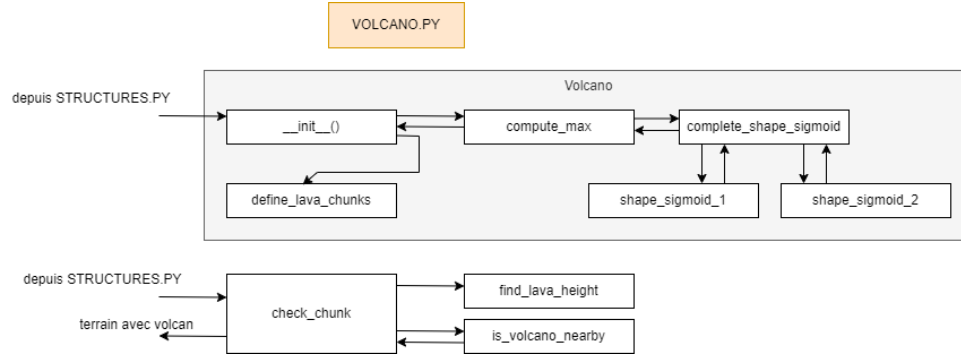 VOLCANO.PY
Volcano
depuis STRUCTURES.PY
__init__()
compute_max
complete_shape_sigmoid
define_lava_chunks
shape_sigmoid_1
shape_sigmoid_2
depuis STRUCTURES.PY
find_lava_height
check_chunk
terrain avec volcan
is_volcano_nearby